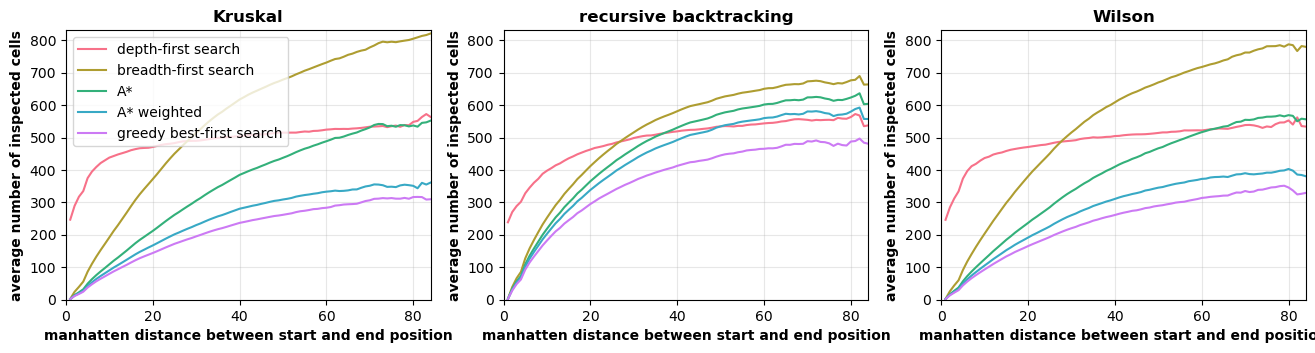 Kruskal
average number of inspected cells
800
700
600
500
400
300
200
100
0
depth-first search
breadth-first search
A*
A* weighted
greedy best-first search
0 20 40 60 80
manhatten distance between start and end position
recursive backtracking
average number of inspected cells
800
700
600
500
400
300
200
100
0
0 20 40 60 80
manhatten distance between start and end position
Wilson
average number of inspected cells
800
700
600
500
400
300
200
100
0
0 20 40 60 80
manhatten distance between start and end positio